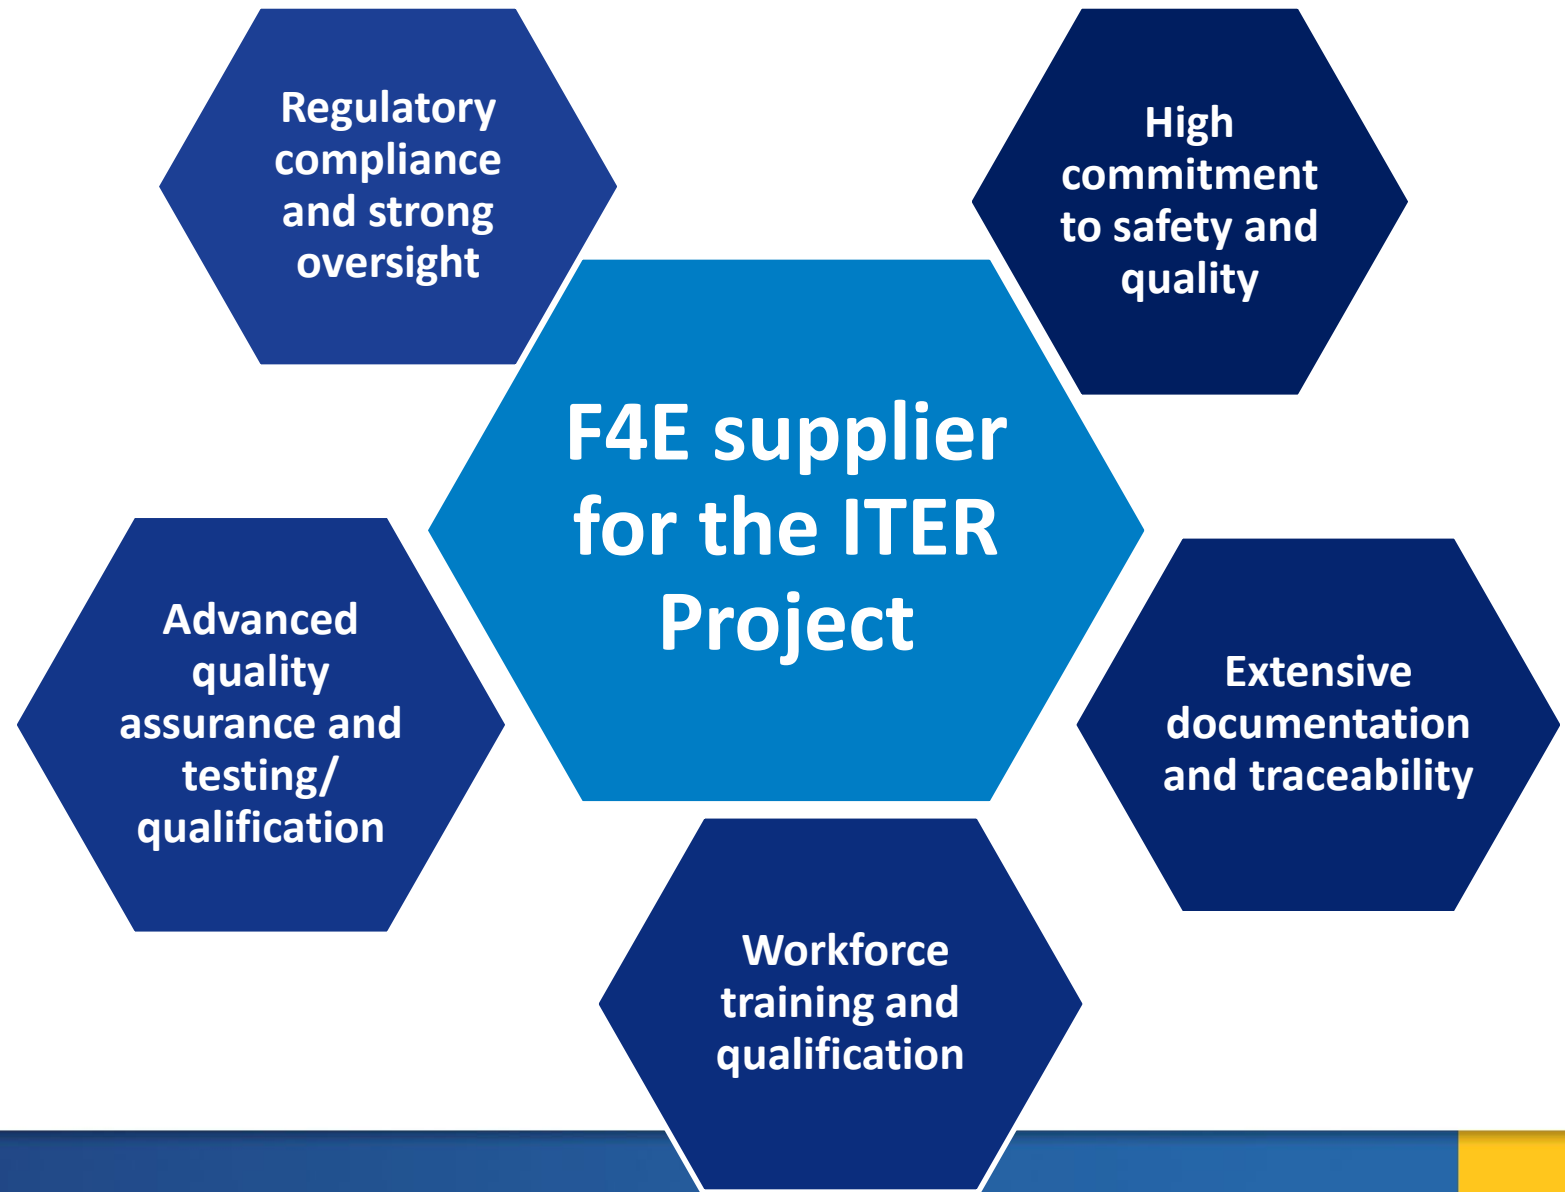 Regulatory
compliance
and strong
oversight
High
commitment
to safety and
quality
F4E supplier
for the ITER
Project
Advanced
quality
assurance and
testing/
qualification
Extensive
documentation
and traceability
Workforce
training and
qualification